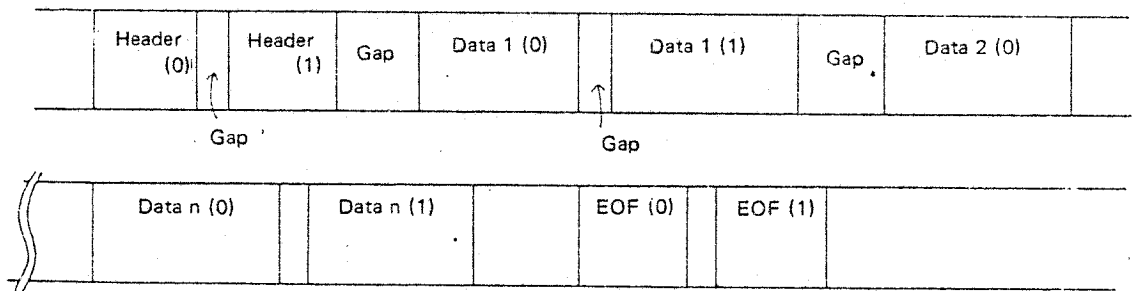 Header (0)
Header (1)
Gap
Data 1 (0)
Data 1 (1)
Gap
Data 2 (0)
Gap
Gap
Data n (0)
Data n (1)
EOF (0)
EOF (1)